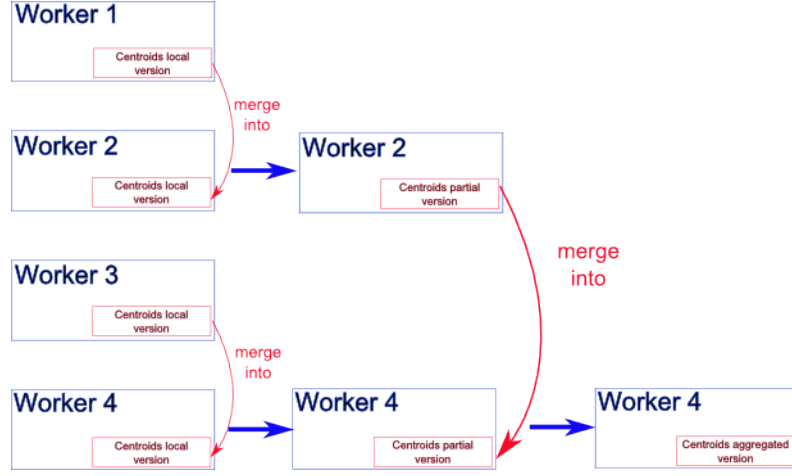 Worker 1
Centroids local
version
merge
into
Worker 2
Centroids local
version
Worker 2
Centroids partial
version
merge
into
Worker 3
Centroids local
version
merge
into
Worker 4
Centroids local
version
Worker 4
Centroids partial
version
Worker 4
Centroids aggregated
version